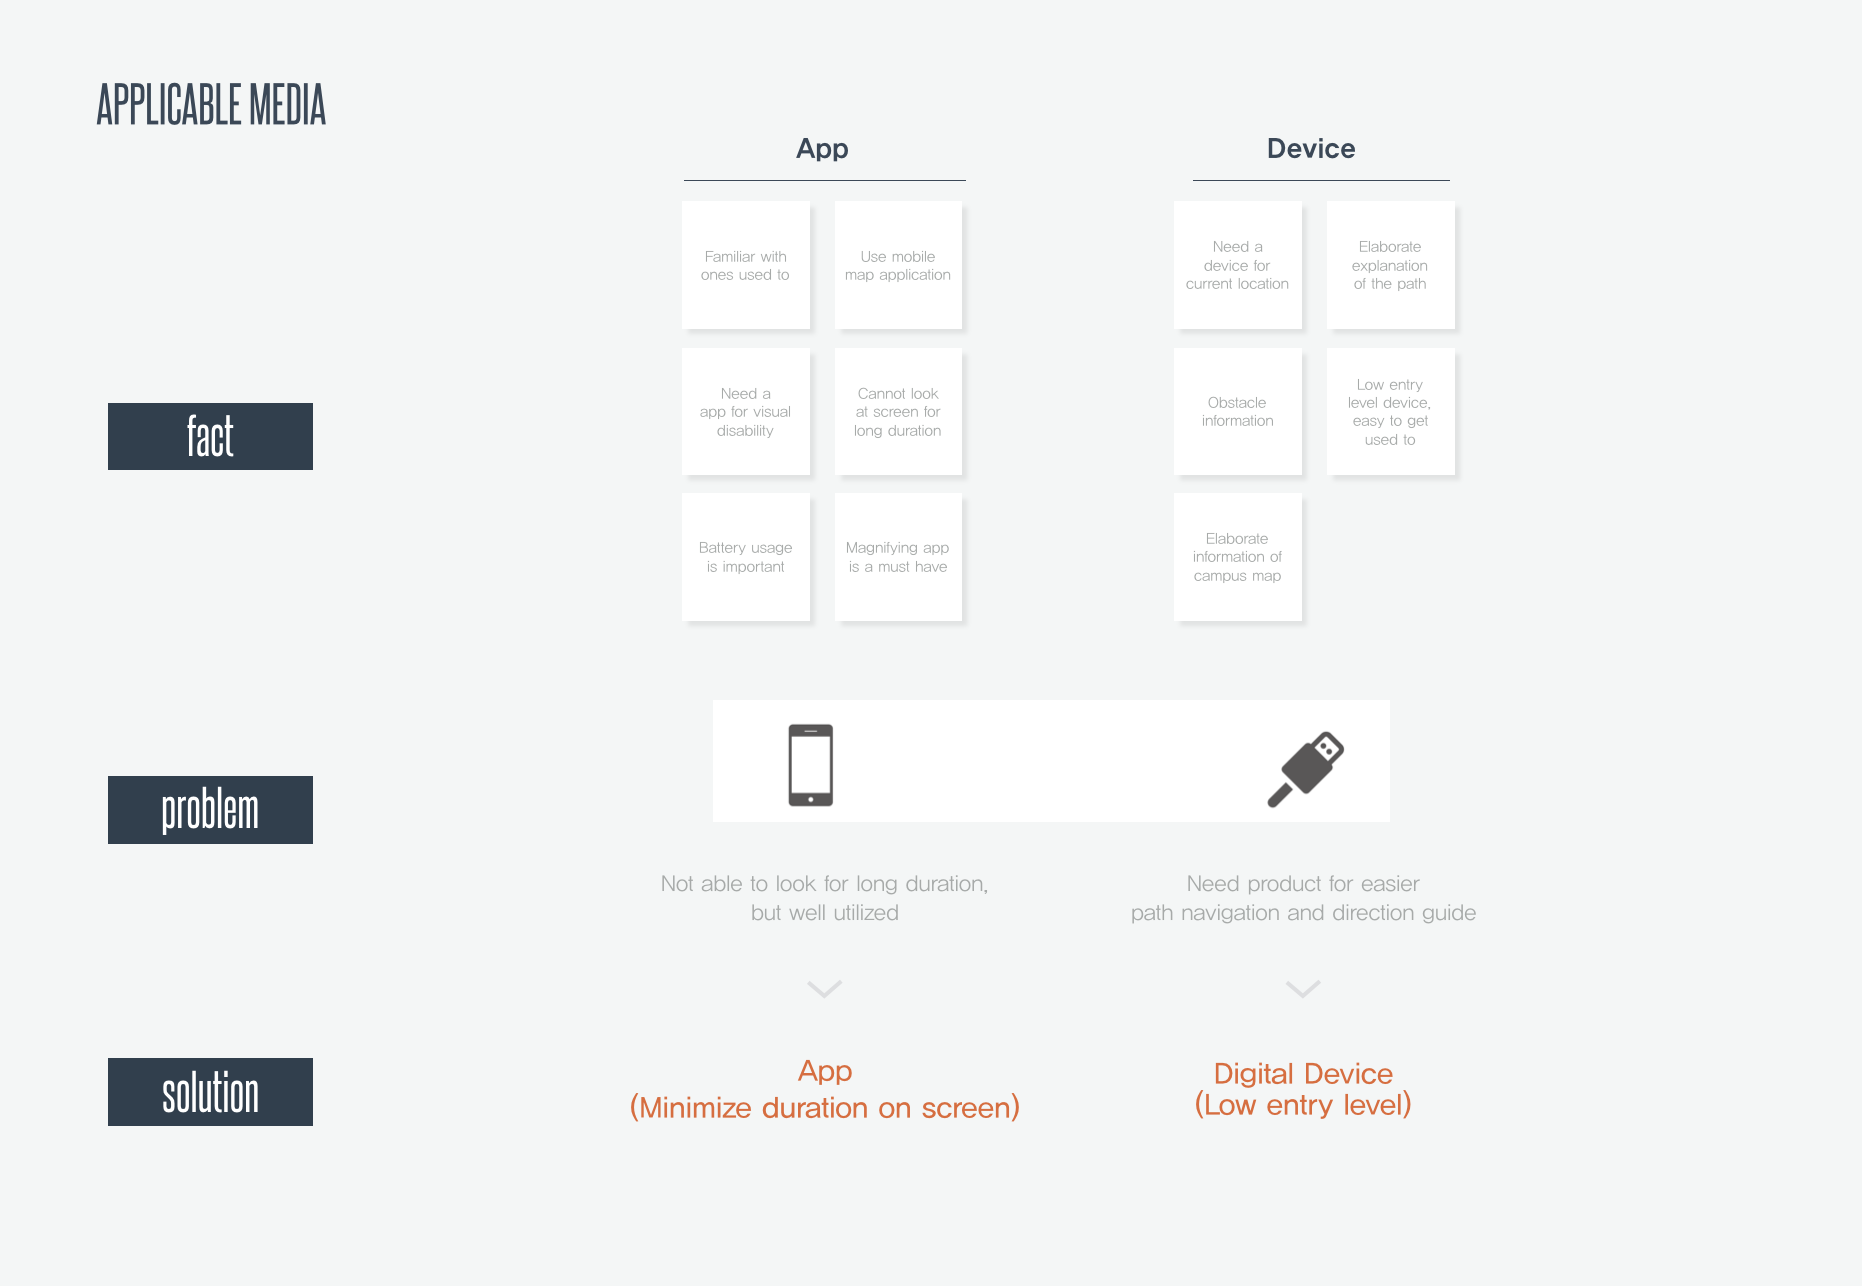 APPLICABLE MEDIA
App
Device
fact
Familiar with
ones used to
Use mobile
map application
Need a
app for visual
disability
Cannot look
at screen for
long duration
Battery usage
is important
Magnifying app
is a must have
Need a
device for
current location
Elaborate
explanation
of the path
Obstacle
information
Low entry
level device,
easy to get
used to
Elaborate
information of
campus map
problem
Not able to look for long duration,
but well utilized
Need product for easier
path navigation and direction guide
solution
App
(Minimize duration on screen)
Digital Device
(Low entry level)